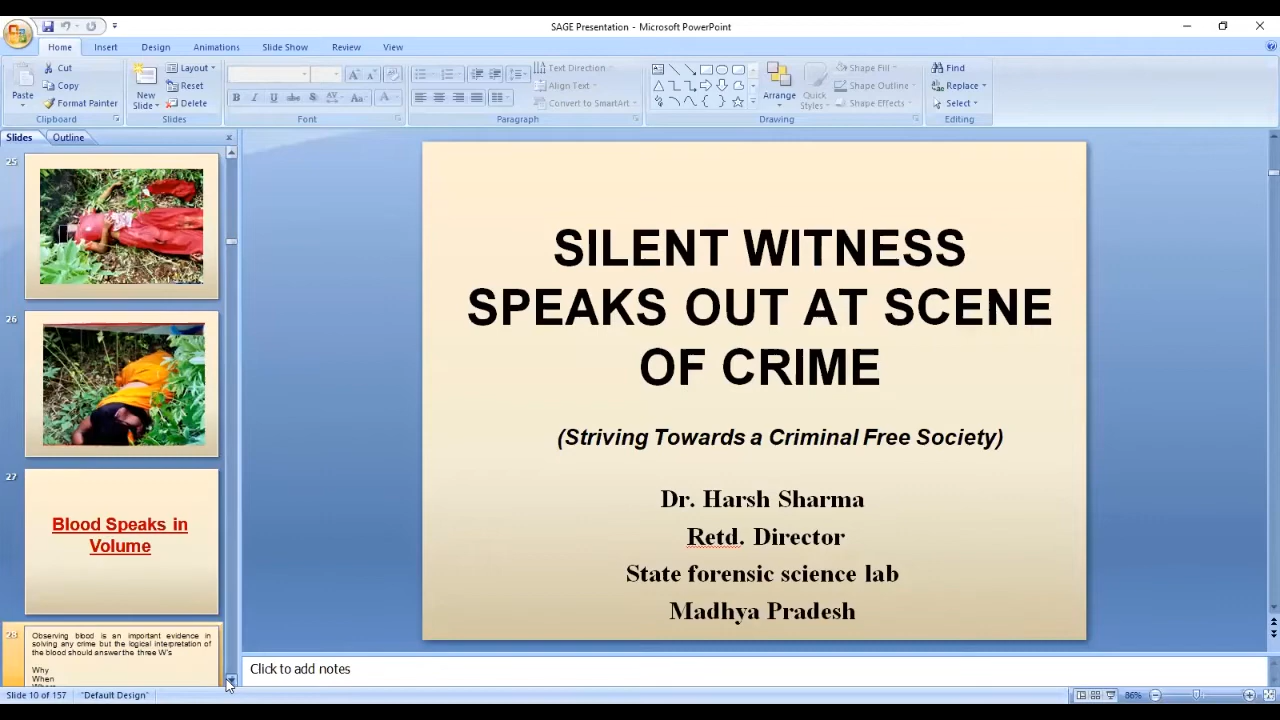 SAGE Presentation - Microsoft PowerPoint
Home Insert Design Animations Slide Show Review View
Cut
Copy
Format Painter
Paste
Clipboard
New
Slide
Layout
Reset
Delete
Slides
B I U abc S AV Aa A
Font
Text Direction
Align Text
Convert to SmartArt
Paragraph
Arrange
Quick
Styles
Shape Fill
Shape Outline
Shape Effects
Drawing
Find
Replace
Select
Editing
Slides Outline
25
26
27
Blood Speaks in
Volume
28
Observing blood is an important evidence in
solving any crime but the logical interpretation of
the blood should answer the three W's
Why
When
Where
SILENT WITNESS
SPEAKS OUT AT SCENE
OF CRIME
(Striving Towards a Criminal Free Society)
Dr. Harsh Sharma
Retd. Director
State forensic science lab
Madhya Pradesh
Click to add notes
Slide 10 of 157 "Default Design" 86%